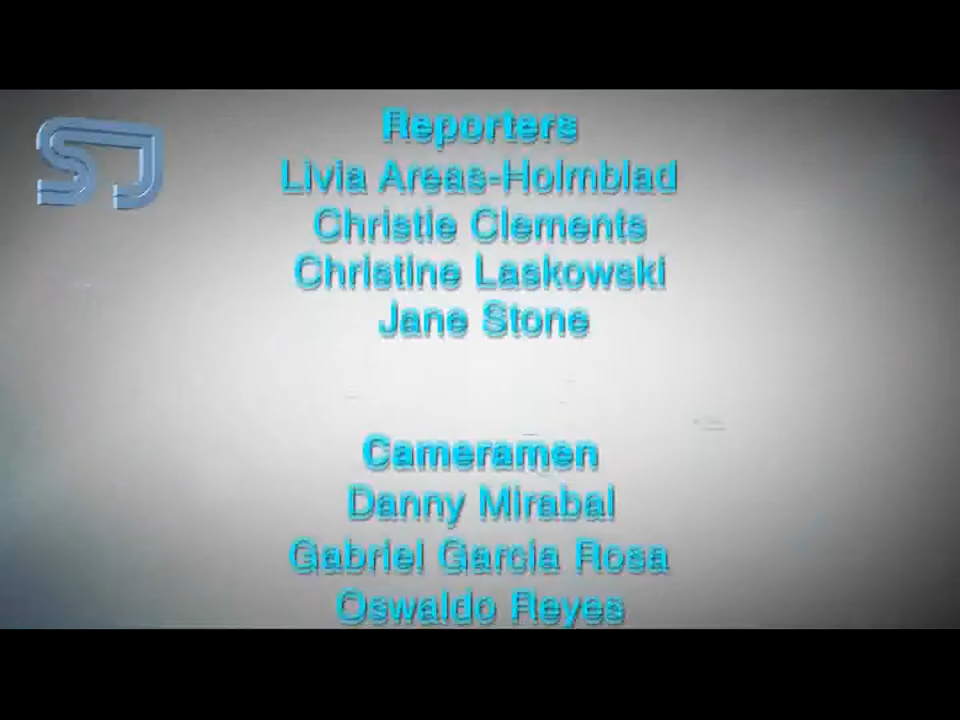 SJ
Reporters
Livia Areas-Holmblad
Christie Clements
Christine Laskowski
Jane Stone
Cameramen
Danny Mirabal
Gabriel Garcia Rosa
Oswaldo Reyes